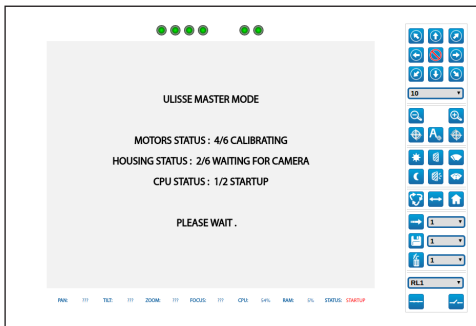 ULISSE MASTER MODE
MOTORS STATUS : 4/6 CALIBRATING
HOUSING STATUS : 2/6 WAITING FOR CAMERA
CPU STATUS : 1/2 STARTUP
PLEASE WAIT .
PAN: ??? TILT: ??? ZOOM: ??? FOCUS: ??? CPU: 54% RAM: 5% STATUS: STARTUP
10
A
1
1
1
RL1